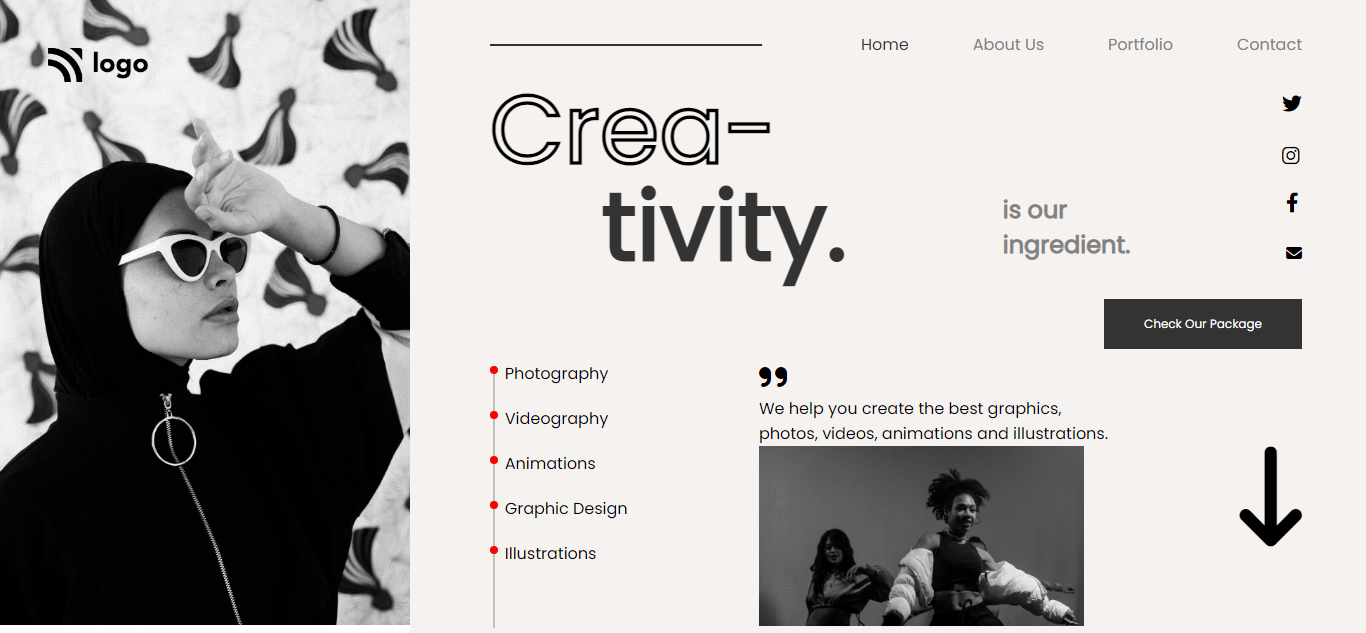 logo
Home About Us Portfolio Contact
Crea-
tivity.
is our
ingredient.
Check Our Package
Photography
Videography
Animations
Graphic Design
Illustrations
”
We help you create the best graphics,
photos, videos, animations and illustrations.